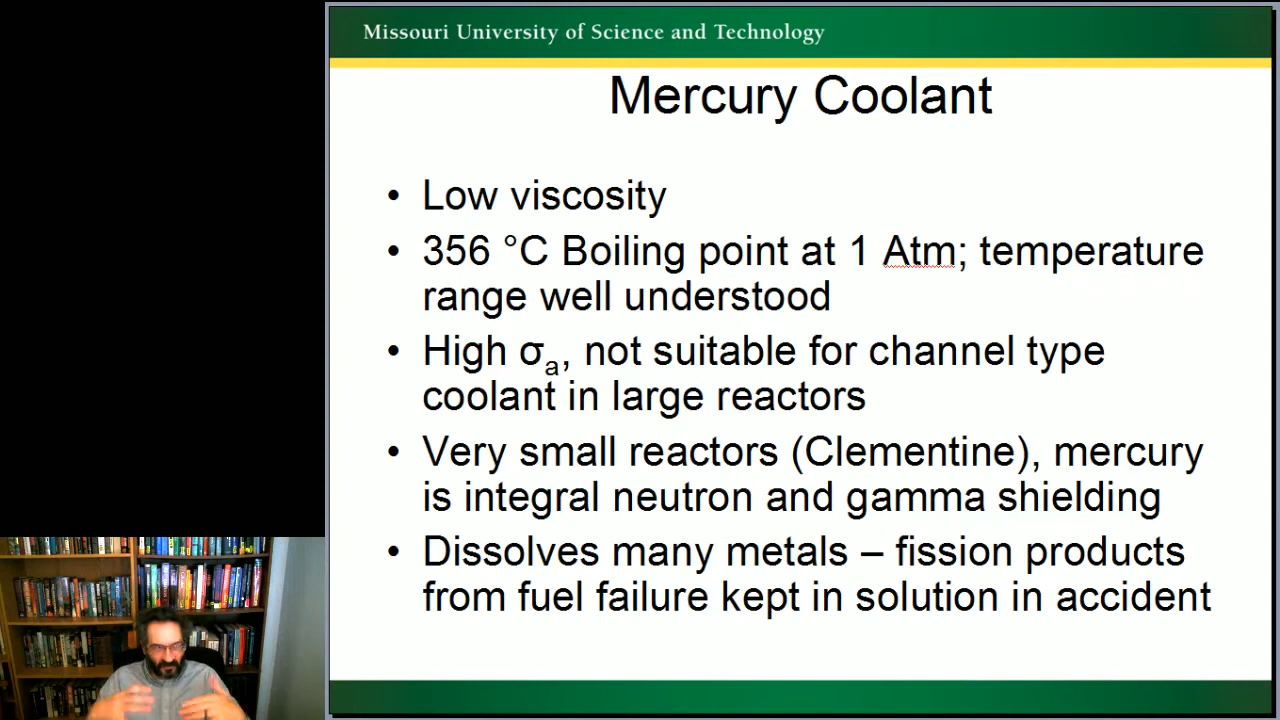 Missouri University of Science and Technology
Mercury Coolant
• Low viscosity
• 356 °C Boiling point at 1 Atm; temperature
range well understood
• High σₐ, not suitable for channel type
coolant in large reactors
• Very small reactors (Clementine), mercury
is integral neutron and gamma shielding
• Dissolves many metals – fission products
from fuel failure kept in solution in accident